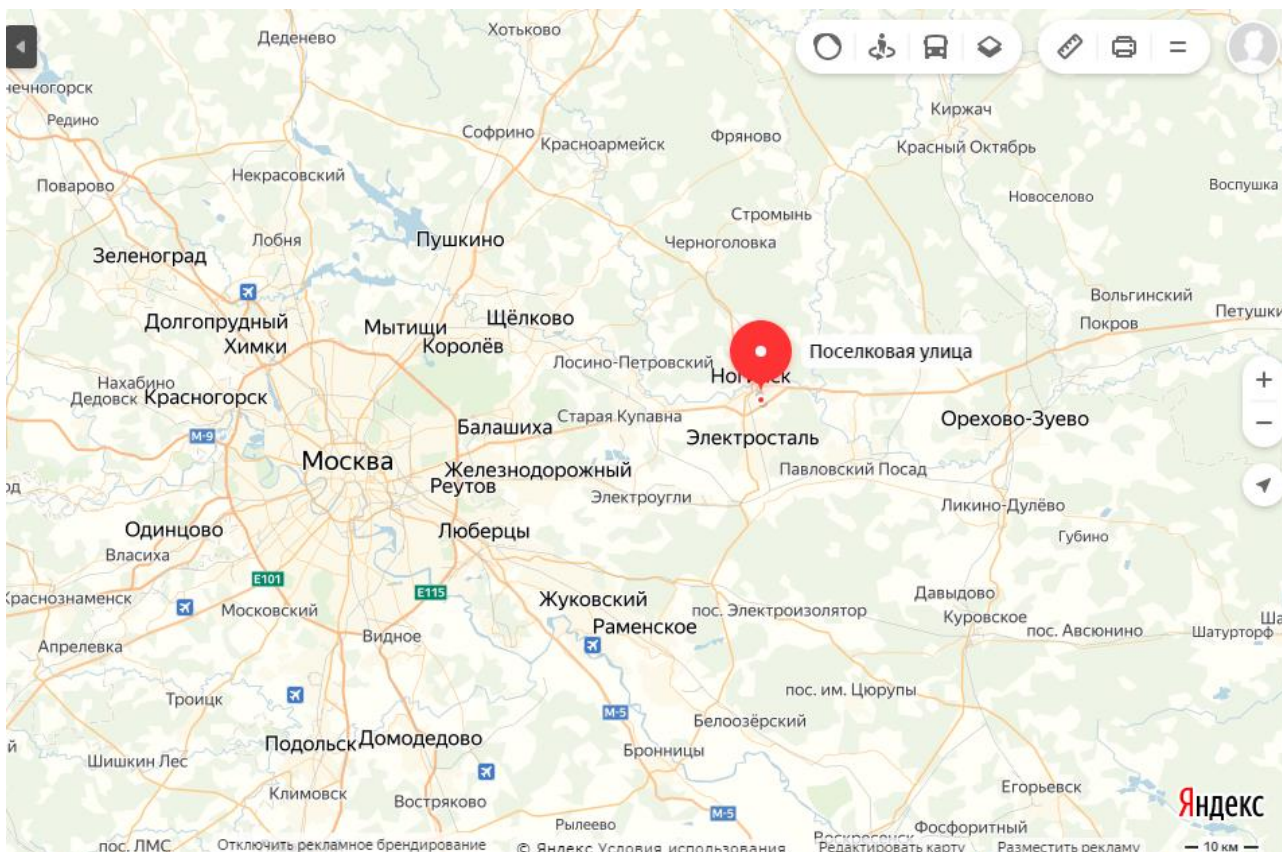 Хотьково
Деденево
нечногорск
Киржач
Редино
Софрино
Фряново
Красноармейск
Красный Октябрь
Некрасовский
Поварово
Воспушка
Новоселово
Стромынь
Лобня
Пушкино
Черноголовка
Зеленоград
Вольгинский
Петушки
Долгопрудный
Щёлково
Покров
Мытищи
Химки
Королёв
Поселковая улица
Лосино-Петровский
Нахабино
Дедовск
Красногорск
Старая Купавна
Орехово-Зуево
Балашиха
М-9
Электросталь
Москва
Железнодорожный
Павловский Посад
Реутов
Электроугли
Ликино-Дулёво
Одинцово
Люберцы
Губино
Власиха
E101
E115
Давыдово
Краснознаменск
Жуковский
Московский
пос. Электроизолятор
Куровское
Раменское
пос. Авсюнино
Шатурторф
Видное
Апрелевка
пос. им. Цюрупы
Троицк
М-5
Белоозёрский
Подольск
Домодедово
Бронницы
Шишкин Лес
Егорьевск
Климовск
Востряково
Яндекс
М-5
Рылеево
Фосфоритный
Воскресенск
пос. ЛМС
Отключить рекламное брендирование
© Яндекс Условия использования
Редактировать карту
Разместить рекламу
10 км